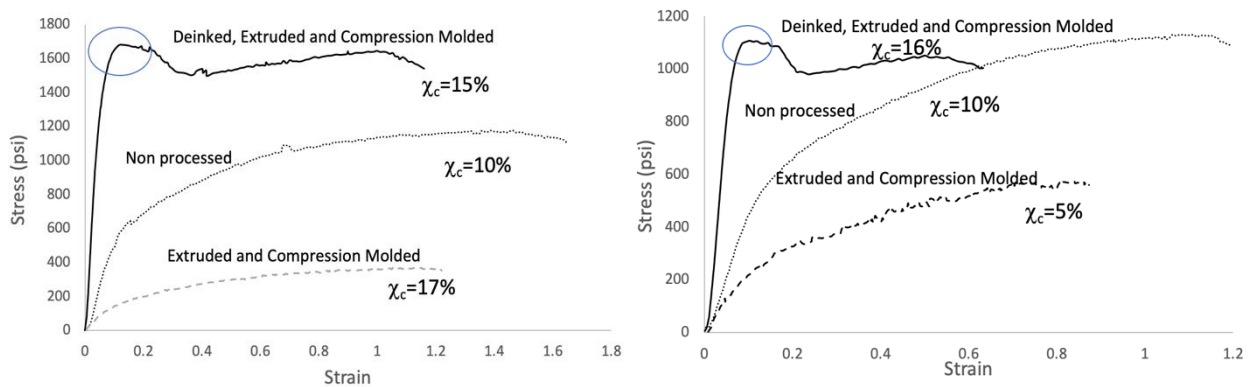 1800
1600
1400
1200
1000
800
600
400
200
0
Stress (psi)
Deinked, Extruded and Compression Molded
χc=15%
Non processed
χc=10%
Extruded and Compression Molded
χc=17%
0 0.2 0.4 0.6 0.8 1 1.2 1.4 1.6 1.8
Strain
1200
1000
800
600
400
200
0
Stress (psi)
Deinked, Extruded and Compression Molded
χc=16%
Non processed
χc=10%
Extruded and Compression Molded
χc=5%
0 0.2 0.4 0.6 0.8 1 1.2
Strain